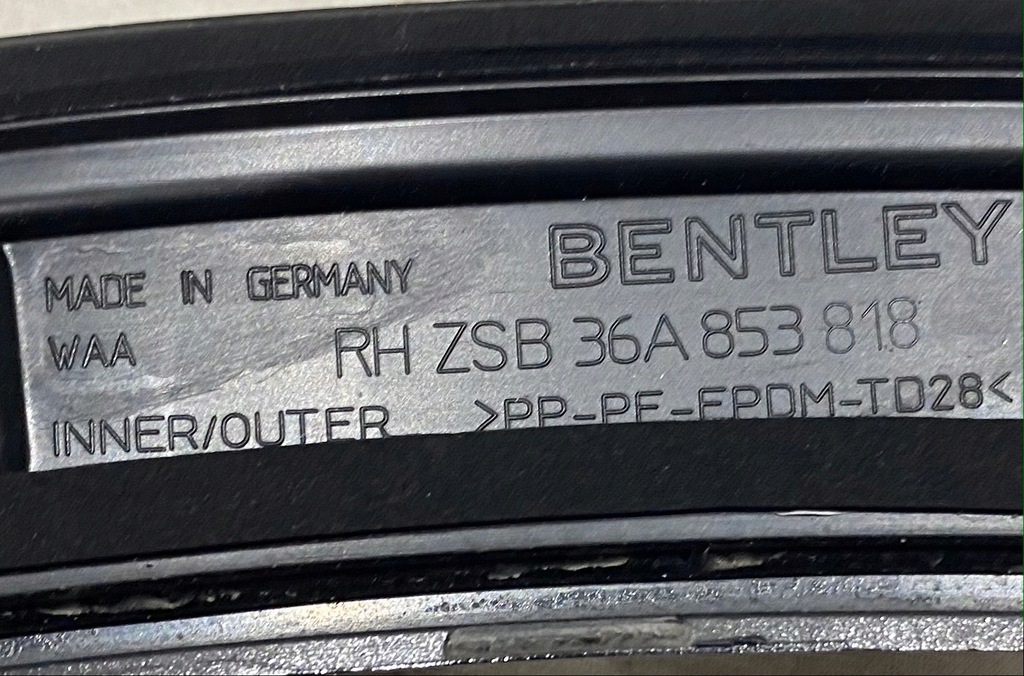 BENTLEY
MADE IN GERMANY
WAA RH ZSB 36A 853 818
INNER/OUTER >PP-PE-EPDM-TD28<